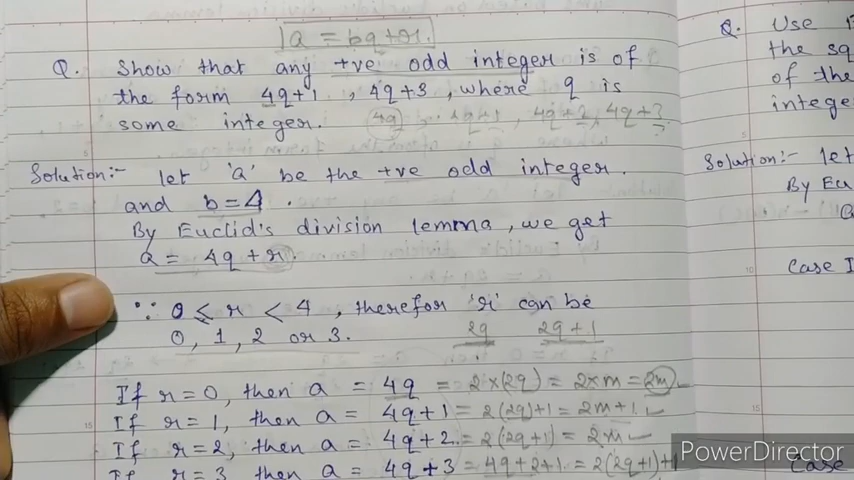 a = bq+r.
Q. Show that any +ve odd integer is of
the form 4q+1 , 4q+3 , where q is
some integer. 4q , 4q+1 , 4q+2, 4q+3
Solution:- let 'a' be the +ve odd integer.
and b=4 .
By Euclid's division lemma, we get
a = 4q + r.
∵ 0 ≤ r < 4 , therefor 'r' can be
0, 1, 2 or 3. 2q 2q+1
If r=0, then a = 4q = 2×(2q) = 2×m = 2m
If r=1, then a = 4q+1 = 2(2q)+1 = 2m+1.
If r=2, then a = 4q+2 = 2(2q+1) = 2m
If r=3, then a = 4q+3 = 4q+2+1 = 2(2q+1)+1
Q. Use
the sq
of the
intege
Solution:- let
By Eu
Case I
Case
PowerDirector